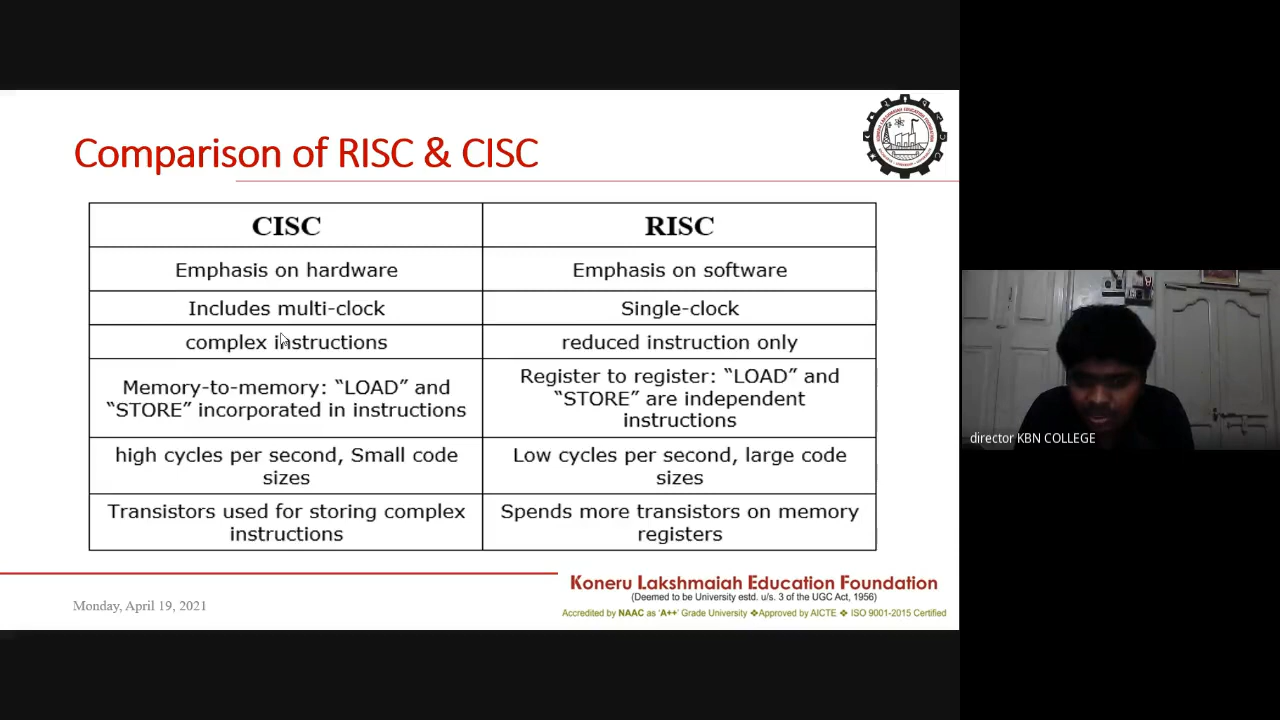 Comparison of RISC & CISC
CISC
RISC
Emphasis on hardware
Emphasis on software
Includes multi-clock
Single-clock
complex instructions
reduced instruction only
Memory-to-memory: “LOAD” and
“STORE” incorporated in instructions
Register to register: “LOAD” and
“STORE” are independent
instructions
high cycles per second, Small code
sizes
Low cycles per second, large code
sizes
Transistors used for storing complex
instructions
Spends more transistors on memory
registers
Koneru Lakshmaiah Education Foundation
(Deemed to be University estd. u/s. 3 of the UGC Act, 1956)
Accredited by NAAC as ‘A++’ Grade University ❖Approved by AICTE ❖ ISO 9001-2015 Certified
Monday, April 19, 2021
director KBN COLLEGE